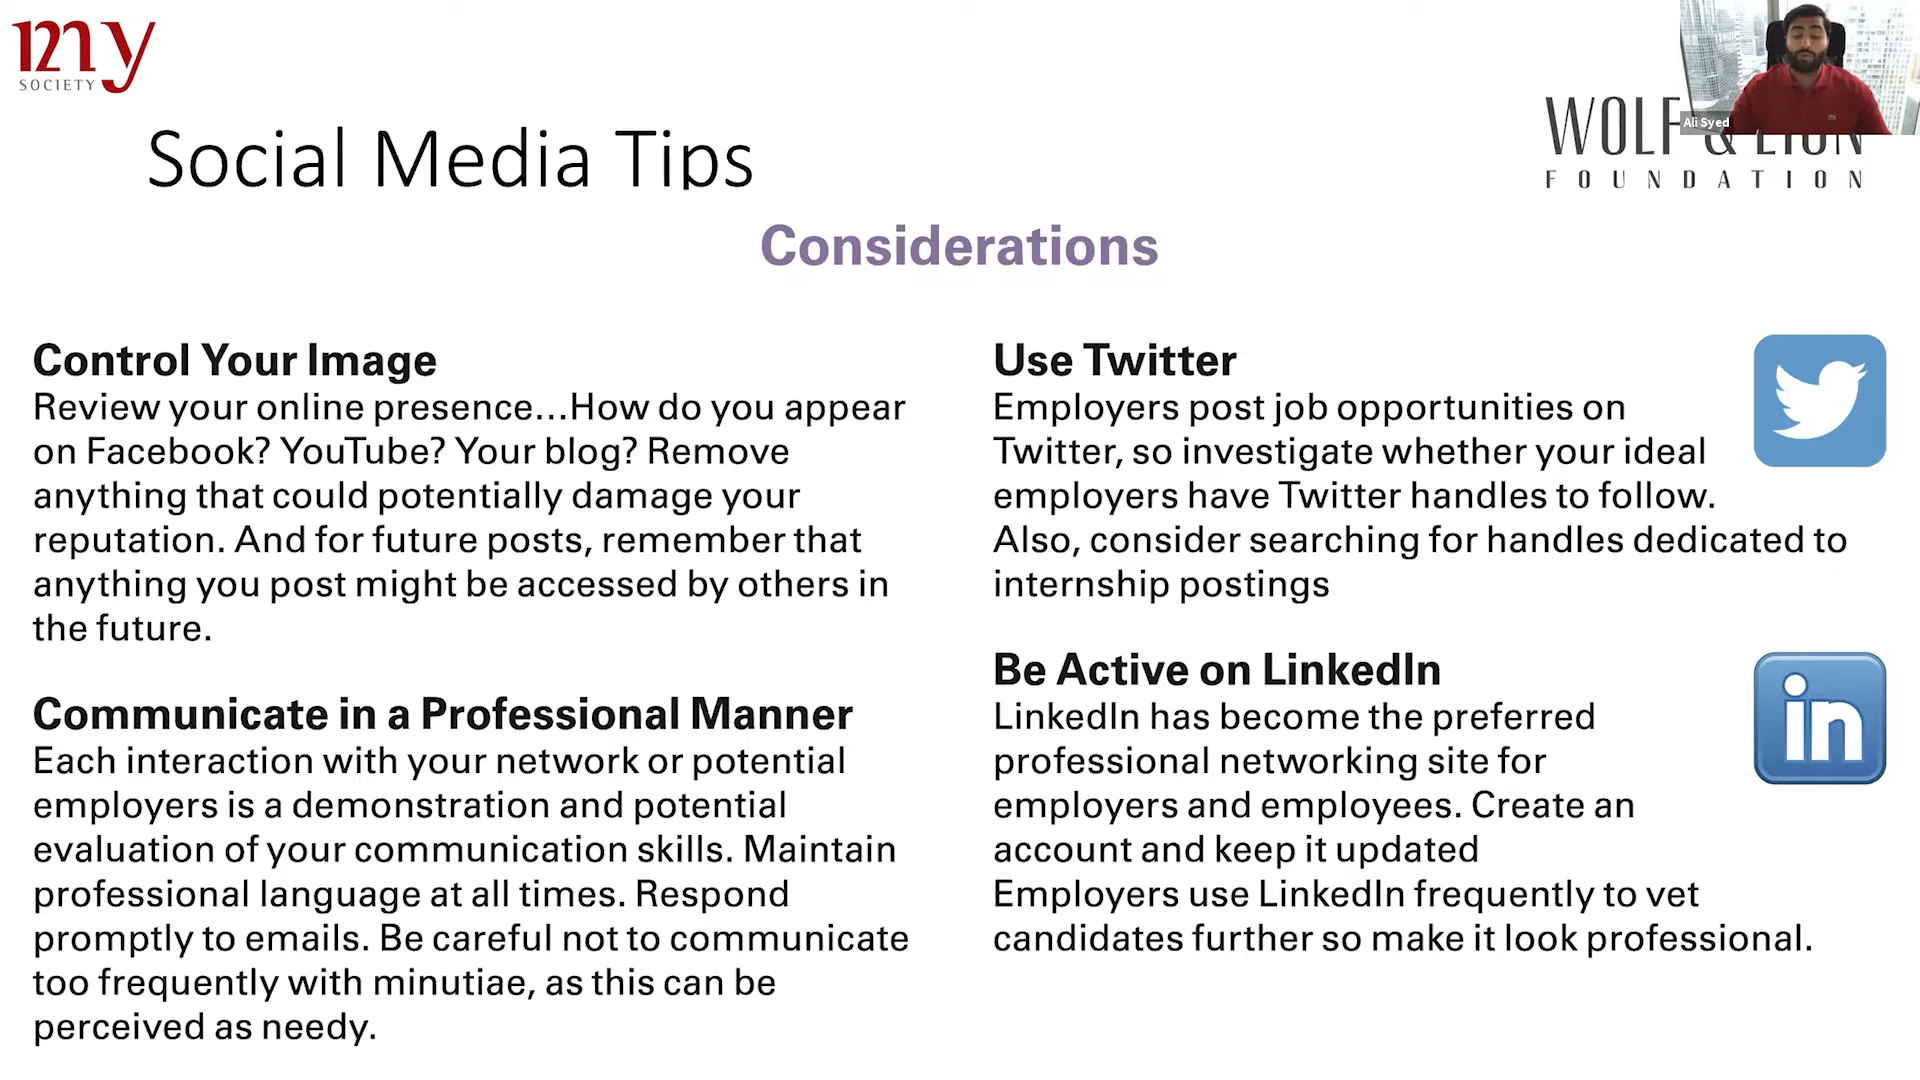 my
SOCIETY
Ali Syed
WOLF & LION
FOUNDATION
Social Media Tips
Considerations
Control Your Image
Review your online presence...How do you appear
on Facebook? YouTube? Your blog? Remove
anything that could potentially damage your
reputation. And for future posts, remember that
anything you post might be accessed by others in
the future.
Communicate in a Professional Manner
Each interaction with your network or potential
employers is a demonstration and potential
evaluation of your communication skills. Maintain
professional language at all times. Respond
promptly to emails. Be careful not to communicate
too frequently with minutiae, as this can be
perceived as needy.
Use Twitter
Employers post job opportunities on
Twitter, so investigate whether your ideal
employers have Twitter handles to follow.
Also, consider searching for handles dedicated to
internship postings
Be Active on LinkedIn
in
LinkedIn has become the preferred
professional networking site for
employers and employees. Create an
account and keep it updated
Employers use LinkedIn frequently to vet
candidates further so make it look professional.